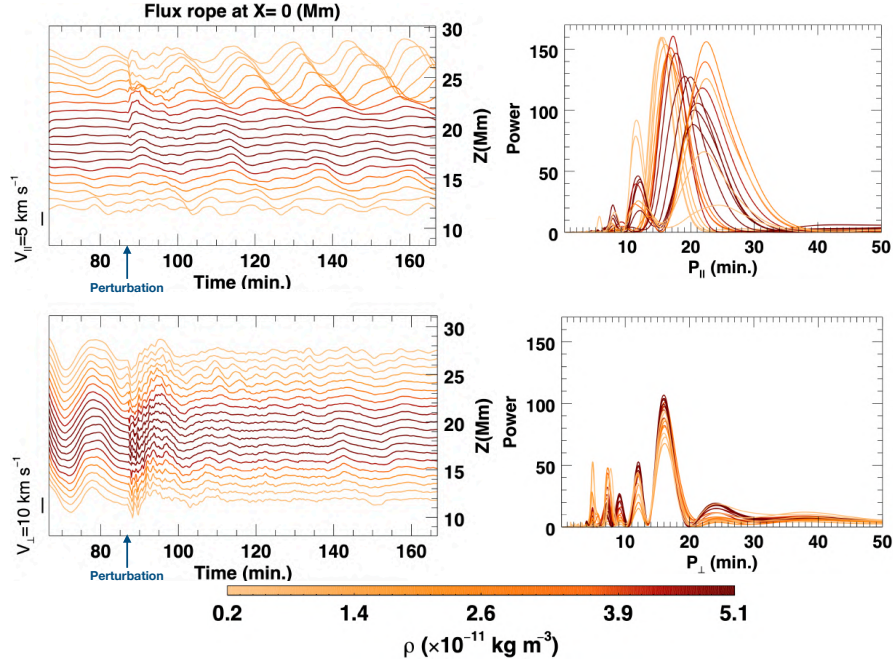 Flux rope at X= 0 (Mm)
V∥=5 km s⁻¹
30
25
20
15
10
Z(Mm)
80 100 120 140 160
Time (min.)
Perturbation
Power
150
100
50
0
10 20 30 40 50
P∥ (min.)
V⊥=10 km s⁻¹
30
25
20
15
10
Z(Mm)
80 100 120 140 160
Time (min.)
Perturbation
Power
150
100
50
0
10 20 30 40 50
P⊥ (min.)
0.2 1.4 2.6 3.9 5.1
ρ (×10⁻¹¹ kg m⁻³)